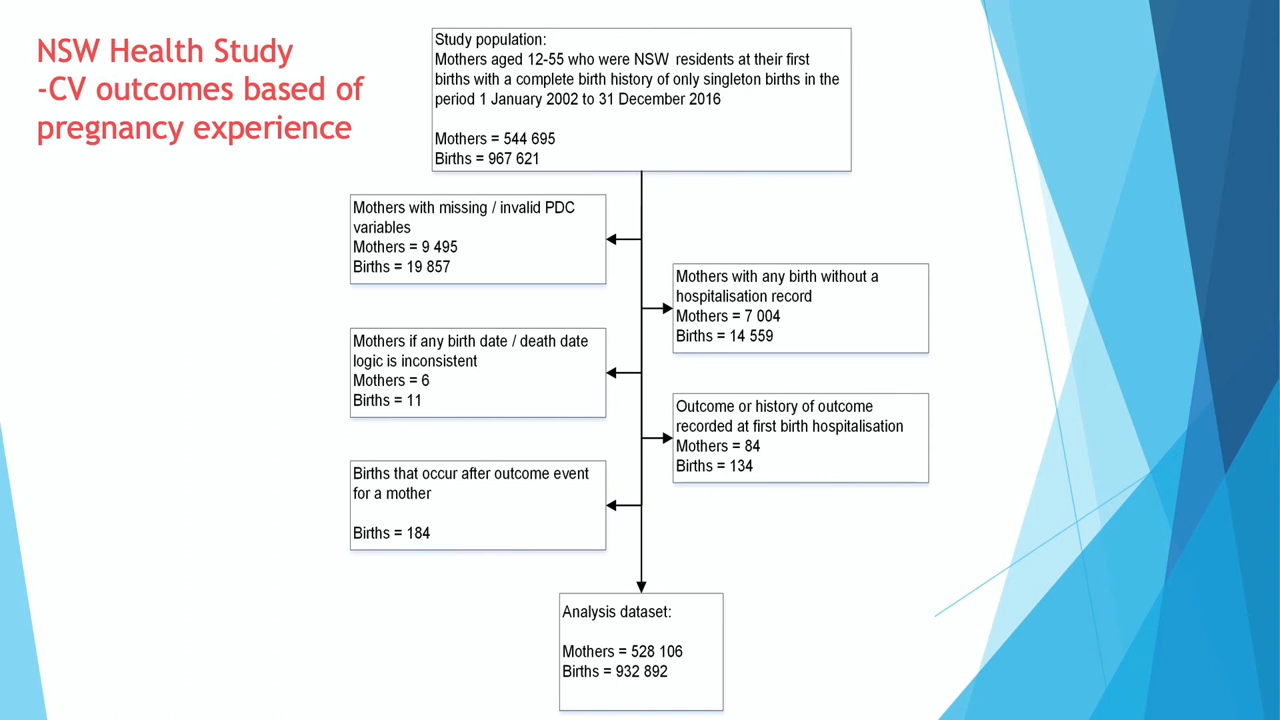 NSW Health Study
-CV outcomes based of
pregnancy experience
Study population:
Mothers aged 12-55 who were NSW residents at their first
births with a complete birth history of only singleton births in the
period 1 January 2002 to 31 December 2016
Mothers = 544 695
Births = 967 621
Mothers with missing / invalid PDC
variables
Mothers = 9 495
Births = 19 857
Mothers with any birth without a
hospitalisation record
Mothers = 7 004
Births = 14 559
Mothers if any birth date / death date
logic is inconsistent
Mothers = 6
Births = 11
Outcome or history of outcome
recorded at first birth hospitalisation
Mothers = 84
Births = 134
Births that occur after outcome event
for a mother
Births = 184
Analysis dataset:
Mothers = 528 106
Births = 932 892